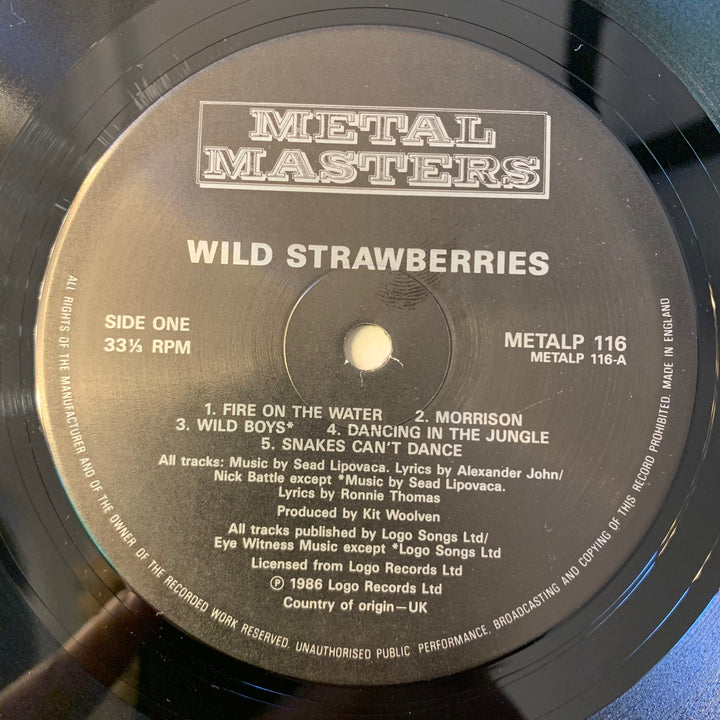 METAL
MASTERS
WILD STRAWBERRIES
SIDE ONE
33⅓ RPM
METALP 116
METALP 116-A
1. FIRE ON THE WATER 2. MORRISON
3. WILD BOYS* 4. DANCING IN THE JUNGLE
5. SNAKES CAN'T DANCE
All tracks: Music by Sead Lipovaca. Lyrics by Alexander John/
Nick Battle except *Music by Sead Lipovaca.
Lyrics by Ronnie Thomas
Produced by Kit Woolven
All tracks published by Logo Songs Ltd/
Eye Witness Music except *Logo Songs Ltd
Licensed from Logo Records Ltd
℗ 1986 Logo Records Ltd
Country of origin—UK
ALL RIGHTS OF THE MANUFACTURER AND OF THE OWNER OF THE RECORDED WORK RESERVED. UNAUTHORISED PUBLIC PERFORMANCE, BROADCASTING AND COPYING OF THIS RECORD PROHIBITED. MADE IN ENGLAND